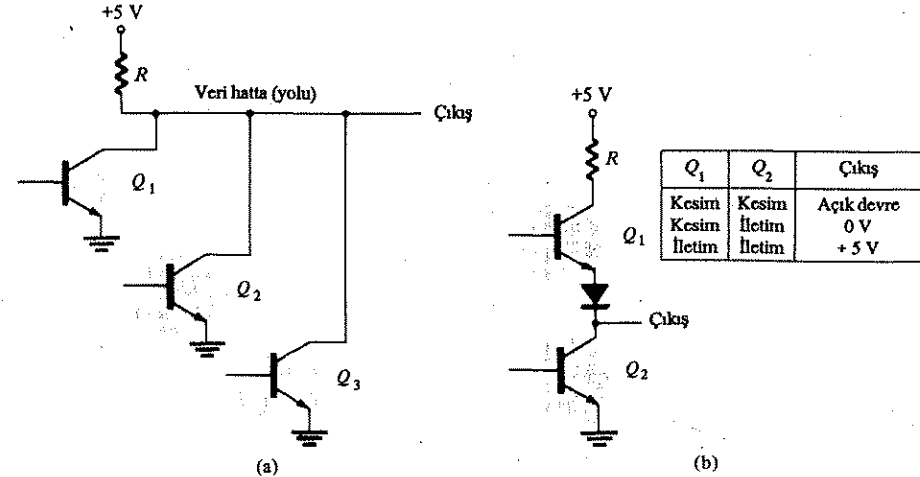 +5 V
R
Veri hatta (yolu)
Çıkış
Q1
Q2
Q3
(a)
+5 V
R
Q1
Çıkış
Q2
(b)
Q1 Q2 Çıkış
Kesim Kesim Açık devre
Kesim İletim 0 V
İletim İletim + 5 V